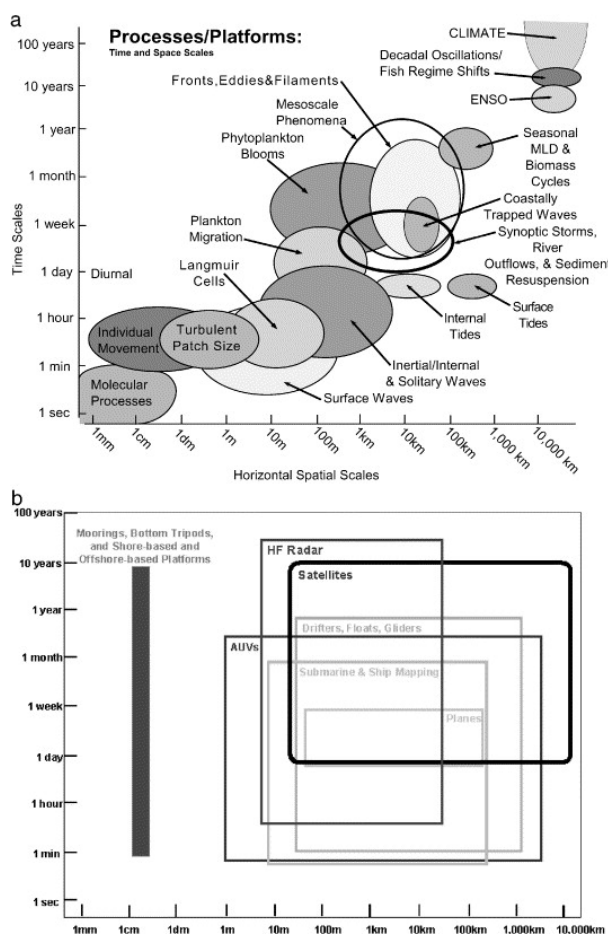 a
Processes/Platforms:
Time and Space Scales
100 years
10 years
1 year
1 month
1 week
1 day
1 hour
1 min
1 sec
Time Scales
CLIMATE
Decadal Oscillations/
Fish Regime Shifts
ENSO
Fronts,Eddies&Filaments
Mesoscale
Phenomena
Phytoplankton
Blooms
Seasonal
MLD &
Biomass
Cycles
Plankton
Migration
Coastally
Trapped Waves
Synoptic Storms,
River
Outflows, & Sediment
Resuspension
Diurnal
Langmuir
Cells
Individual
Movement
Turbulent
Patch Size
Internal
Tides
Surface
Tides
Inertial/Internal
& Solitary Waves
Molecular
Processes
Surface Waves
1mm
1cm
1dm
1m
10m
100m
1km
10km
100km
1,000 km
10,000 km
Horizontal Spatial Scales
b
100 years
10 years
1 year
1 month
1 week
1 day
1 hour
1 min
1 sec
Moorings, Bottom Tripods,
and Shore-based and
Offshore-based Platforms
HF Radar
Satellites
Drifters, Floats, Gliders
AUVs
Submarine & Ship Mapping
Planes
1mm
1cm
1dm
1m
10m
100m
1km
10km
100km
1.000km
10.000km